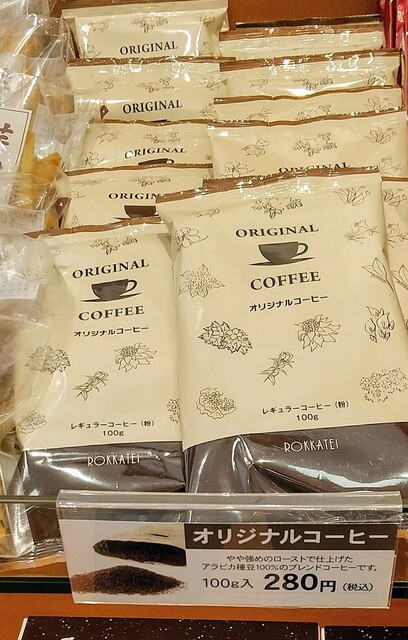 ORIGINAL
ORIGINAL
ORIGINAL
ORIGINAL
ORIGINAL
COFFEE
オリジナルコーヒー
レギュラーコーヒー（粉）
100g
ROKKATEI
ORIGINAL
COFFEE
オリジナルコーヒー
レギュラーコーヒー（粉）
100g
ROKKATEI
オリジナルコーヒー
やや強めのローストで仕上げた
アラビカ種豆100%のブレンドコーヒーです。
100g入 280円（税込）